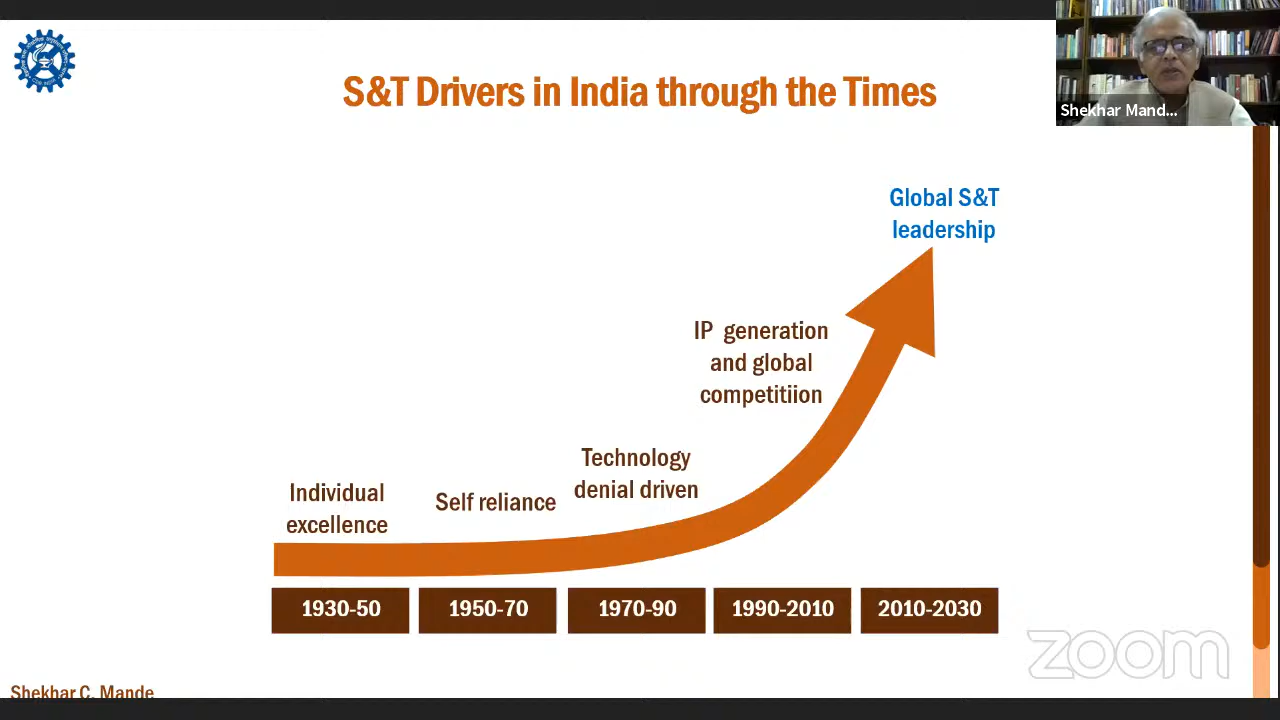 S&T Drivers in India through the Times
Shekhar Mand...
Global S&T
leadership
IP generation
and global
competitiion
Technology
denial driven
Self reliance
Individual
excellence
1930-50
1950-70
1970-90
1990-2010
2010-2030
zoom
Shekhar C. Mande